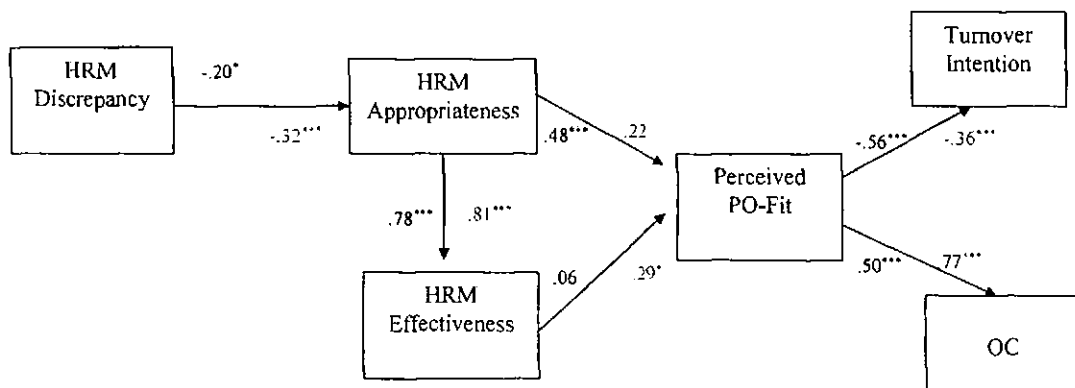 Turnover
Intention
HRM
Discrepancy
-.20*
-.32***
HRM
Appropriateness
.48***
.22
-.56***
-.36***
Perceived
PO-Fit
.78***
.81***
.06
.29*
.50***
.77***
HRM
Effectiveness
OC